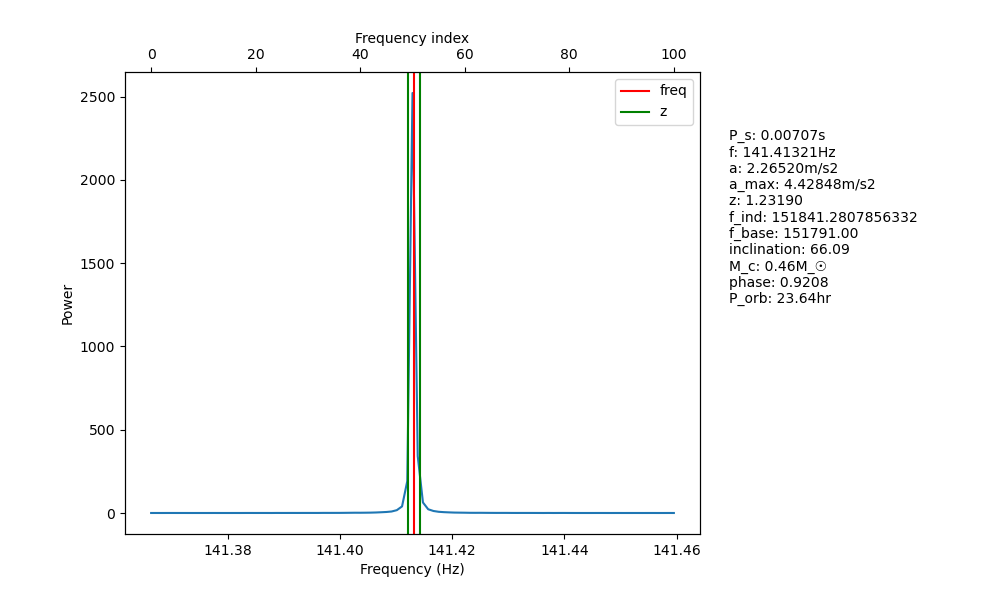 Frequency index
0 20 40 60 80 100
2500
2000
1500
1000
500
0
Power
141.38 141.40 141.42 141.44 141.46
Frequency (Hz)
freq
z
P_s: 0.00707s
f: 141.41321Hz
a: 2.26520m/s2
a_max: 4.42848m/s2
z: 1.23190
f_ind: 151841.2807856332
f_base: 151791.00
inclination: 66.09
M_c: 0.46M_☉
phase: 0.9208
P_orb: 23.64hr